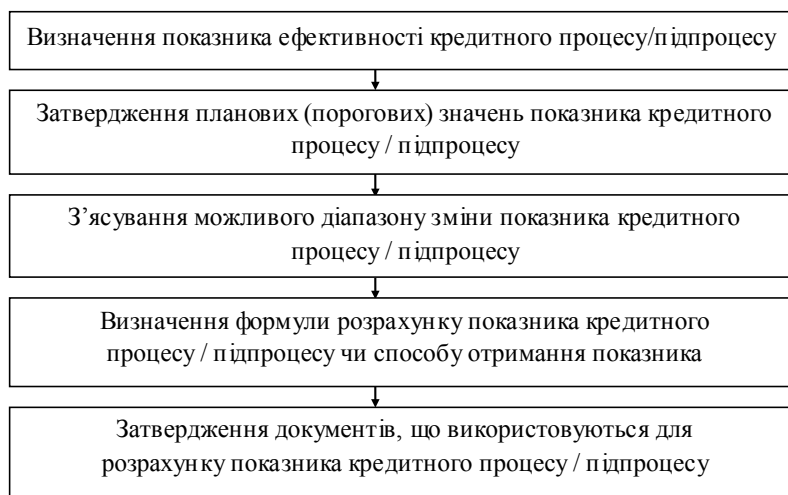 Визначення показника ефективності кредитного процесу/підпроцесу
Затвердження планових (порогових) значень показника кредитного
процесу / підпроцесу
З’ясування можливого діапазону зміни показника кредитного
процесу / підпроцесу
Визначення формули розрахунку показника кредитного
процесу / підпроцесу чи способу отримання показника
Затвердження документів, що використовуються для
розрахунку показника кредитного процесу / підпроцесу